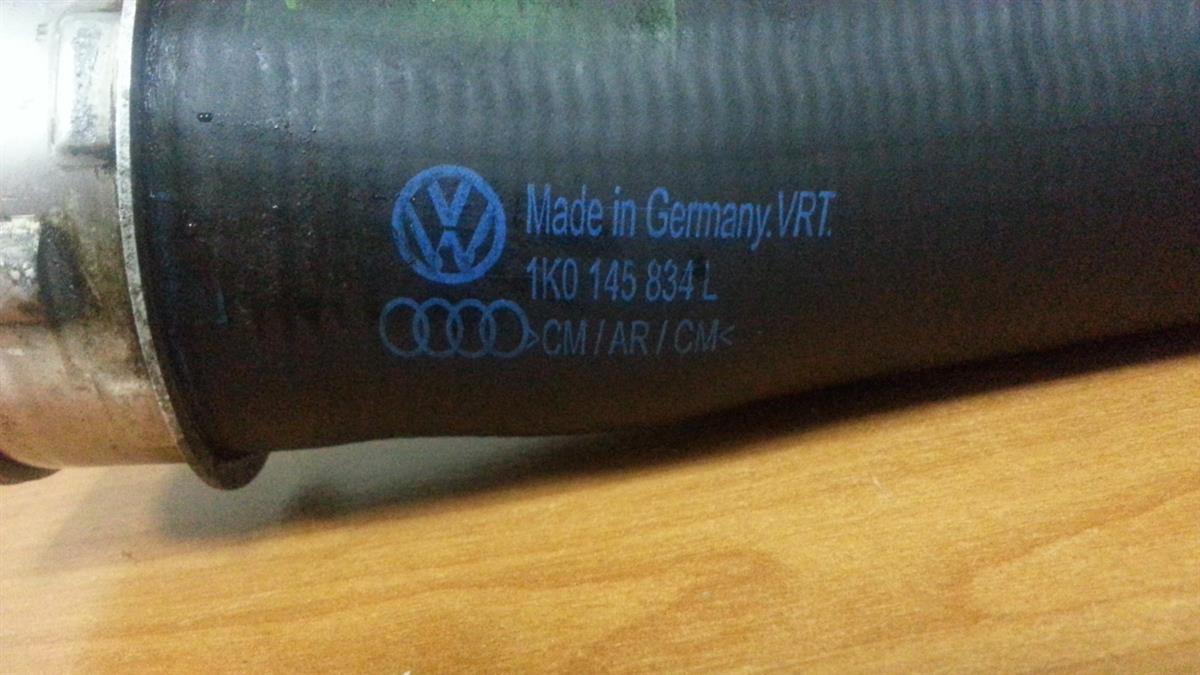 Made in Germany.VRT.
1K0 145 834 L
>CM / AR / CM<